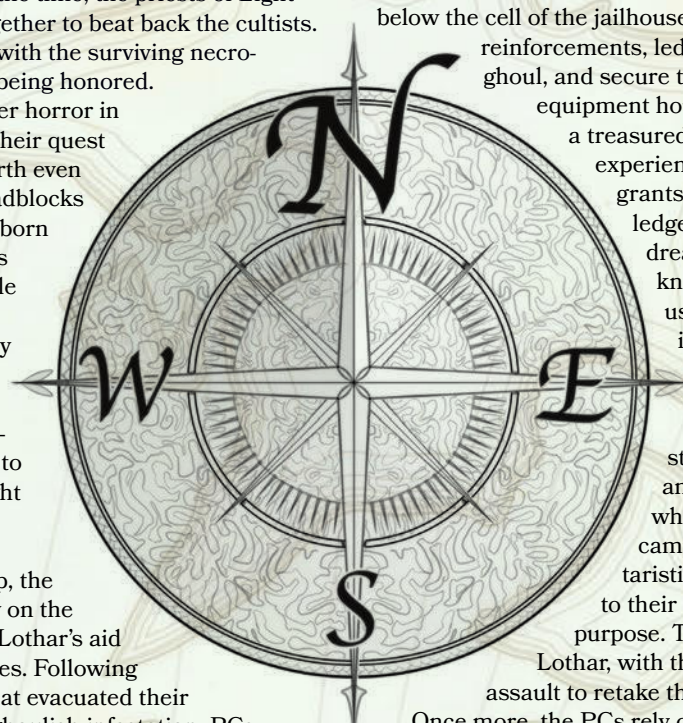 the priests of Light
gether to beat back the cultists.
with the surviving necro-
being honored.
er horror in
heir quest
rth even
adblocks
born
s
le
y
-
to
ht
p, the
y on the
Lothar's aid
es. Following
at evacuated their
below the cell of the jailhouse
reinforcements, led
ghoul, and secure t
equipment ho
a treasured
experien
grants
ledge
drea
kn
us
i
st
an
wh
cam
taristi
to their
purpose. T
Lothar, with th
assault to retake th
Once more, the PCs rely
N
W
E
S